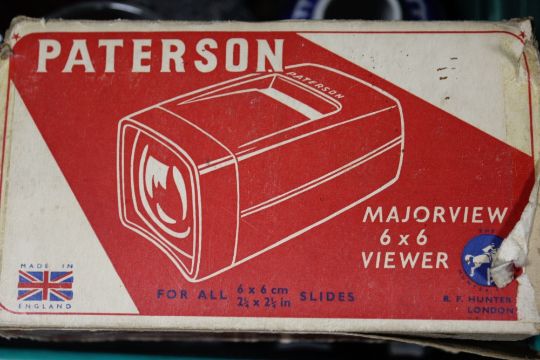 PATERSON
PATERSON
MAJORVIEW
6 x 6
VIEWER
MADE IN
ENGLAND
FOR ALL 6 x 6 cm SLIDES
2¼ x 2¼ in
THE
R. F. HUNTER
LONDON